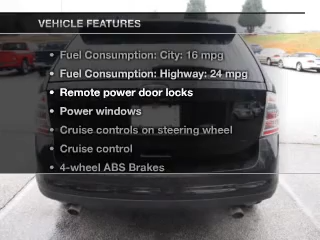 VEHICLE FEATURES
• Fuel Consumption: City: 16 mpg
• Fuel Consumption: Highway: 24 mpg
• Remote power door locks
• Power windows
• Cruise controls on steering wheel
• Cruise control
• 4-wheel ABS Brakes